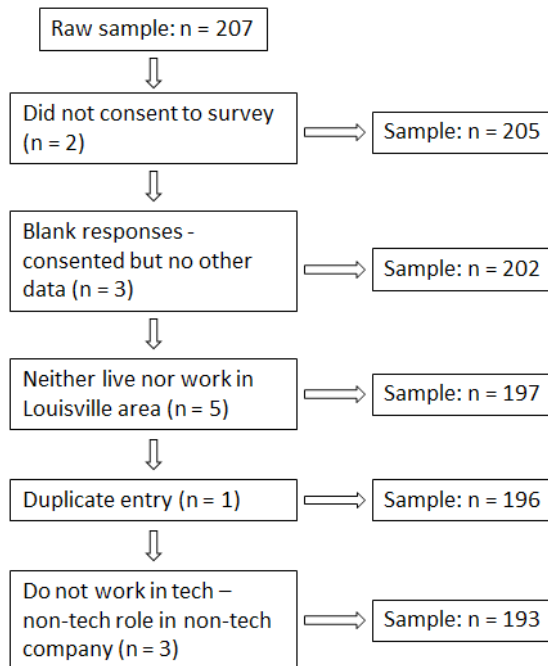 Raw sample: n = 207
Did not consent to survey
(n = 2)
Sample: n = 205
Blank responses -
consented but no other
data (n = 3)
Sample: n = 202
Neither live nor work in
Louisville area (n = 5)
Sample: n = 197
Duplicate entry (n = 1)
Sample: n = 196
Do not work in tech –
non-tech role in non-tech
company (n = 3)
Sample: n = 193